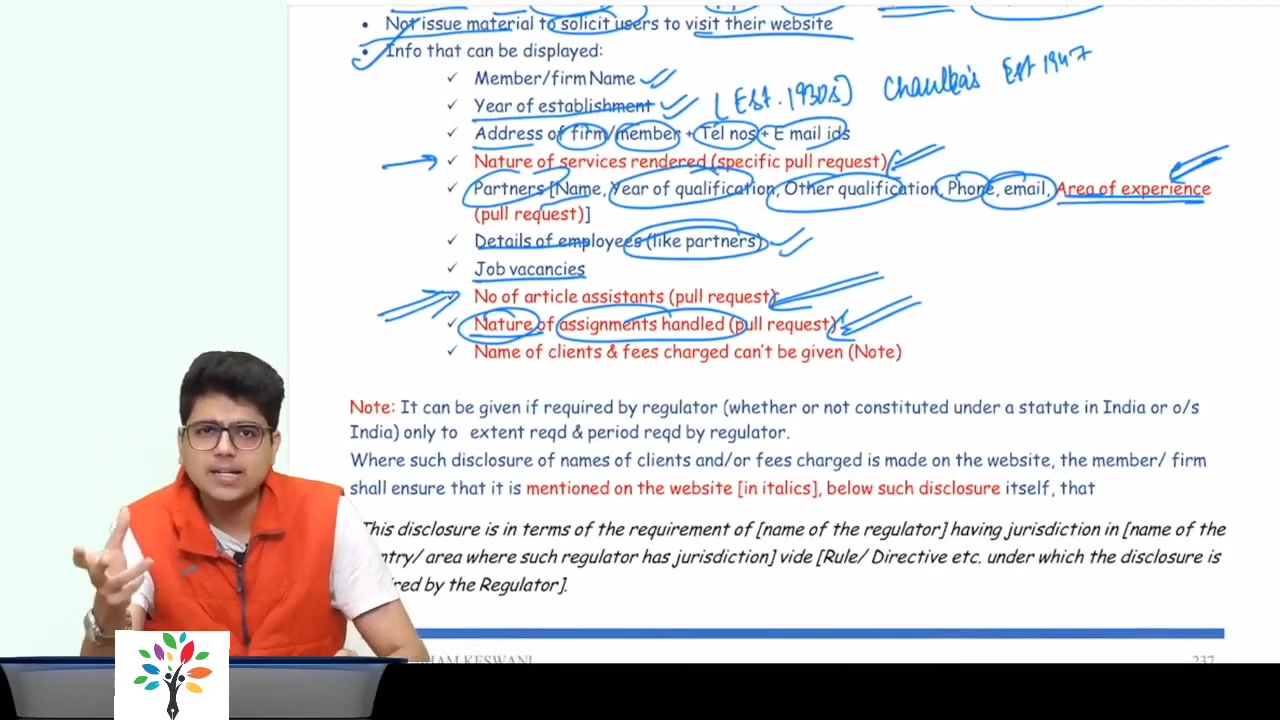 • Not issue material to solicit users to visit their website
• Info that can be displayed:
✓ Member/firm Name
✓ Year of establishment [Est. 1930s] Chawla's Est 1947
✓ Address of firm/member + Tel nos + E mail ids
✓ Nature of services rendered (specific pull request)
✓ Partners [Name, Year of qualification, Other qualification, Phone, email, Area of experience
(pull request)]
✓ Details of employees (like partners)
✓ Job vacancies
✓ No of article assistants (pull request)
✓ Nature of assignments handled (pull request)
✓ Name of clients & fees charged can't be given (Note)
Note: It can be given if required by regulator (whether or not constituted under a statute in India or o/s
India) only to extent reqd & period reqd by regulator.
Where such disclosure of names of clients and/or fees charged is made on the website, the member/ firm
shall ensure that it is mentioned on the website [in italics], below such disclosure itself, that
This disclosure is in terms of the requirement of [name of the regulator] having jurisdiction in [name of the
ntry/ area where such regulator has jurisdiction] vide [Rule/ Directive etc. under which the disclosure is
red by the Regulator].
HAM KESWANI
237